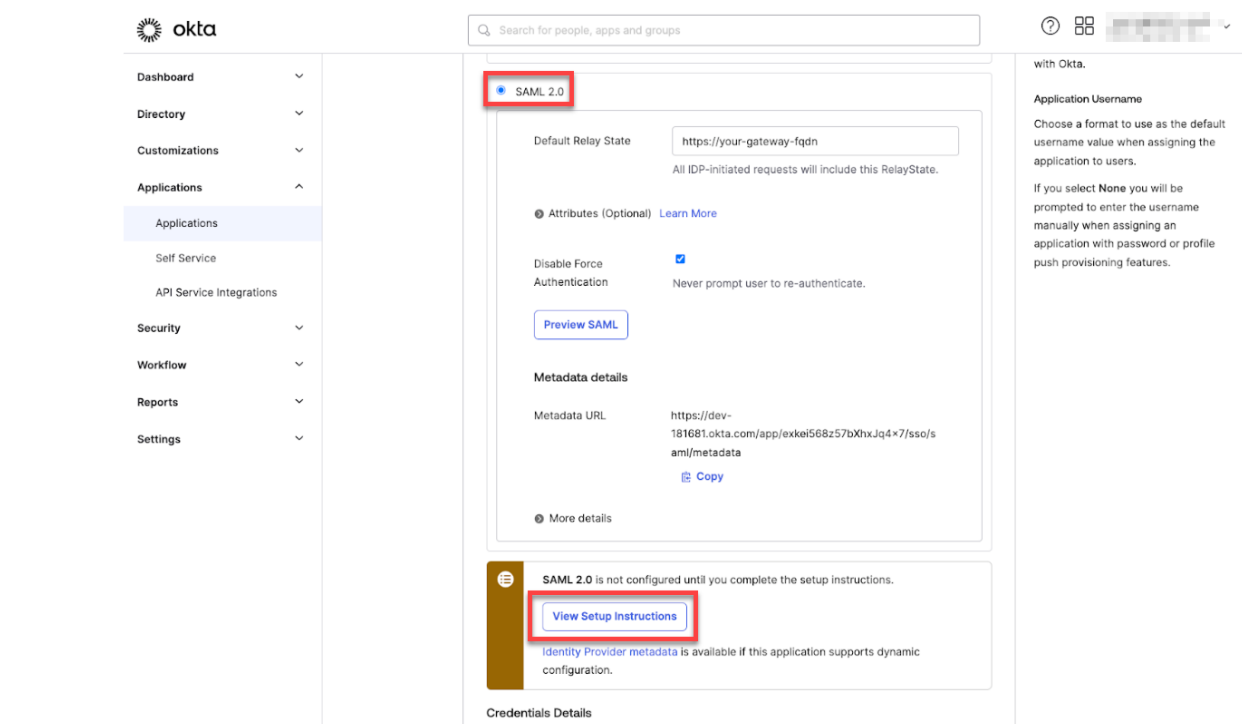 okta
Search for people, apps and groups
Dashboard
Directory
Customizations
Applications
Applications
Self Service
API Service Integrations
Security
Workflow
Reports
Settings
SAML 2.0
Default Relay State
https://your-gateway-fqdn
All IDP-initiated requests will include this RelayState.
Attributes (Optional) Learn More
Disable Force
Authentication
Never prompt user to re-authenticate.
Preview SAML
Metadata details
Metadata URL
https://dev-
181681.okta.com/app/exkei568z57bXhxJq4x7/sso/s
aml/metadata
Copy
More details
SAML 2.0 is not configured until you complete the setup instructions.
View Setup Instructions
Identity Provider metadata is available if this application supports dynamic
configuration.
Credentials Details
with Okta.
Application Username
Choose a format to use as the default
username value when assigning the
application to users.
If you select None you will be
prompted to enter the username
manually when assigning an
application with password or profile
push provisioning features.